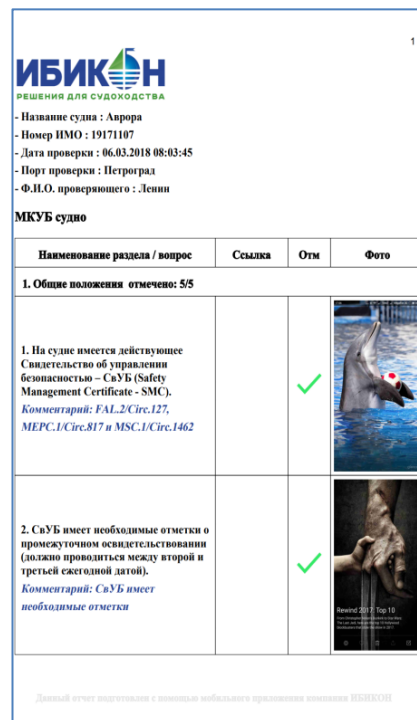 1
ИБИКОН
РЕШЕНИЯ ДЛЯ СУДОХОДСТВА
- Название судна : Аврора
- Номер ИМО : 19171107
- Дата проверки : 06.03.2018 08:03:45
- Порт проверки : Петроград
- Ф.И.О. проверяющего : Ленин
МКУБ судно
Наименование раздела / вопрос Ссылка Отм Фото
1. Общие положения отмечено: 5/5
1. На судне имеется действующее
Свидетельство об управлении
безопасностью – СвУБ (Safety
Management Certificate - SMC).
Комментарий: FAL.2/Circ.127,
MEPC.1/Circ.817 и MSC.1/Circ.1462
2. СвУБ имеет необходимые отметки о
промежуточном освидетельствовании
(должно проводиться между второй и
третьей ежегодной датой).
Комментарий: СвУБ имеет
необходимые отметки
Rewind 2017: Top 10
Данный отчет подготовлен с помощью мобильного приложения компании ИБИКОН